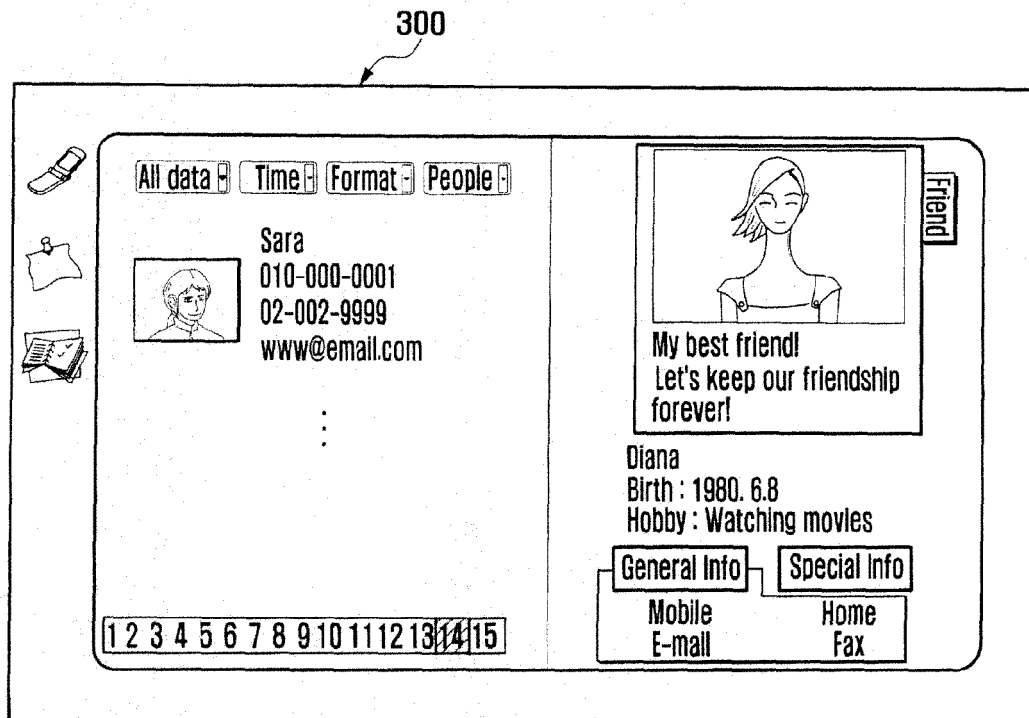 300
All data Time Format People
Sara
010-000-0001
02-002-9999
www@email.com
Friend
My best friend!
Let's keep our friendship
forever!
Diana
Birth : 1980. 6.8
Hobby : Watching movies
General Info Special Info
Mobile Home
E-mail Fax
1 2 3 4 5 6 7 8 9 10 11 12 13 14 15